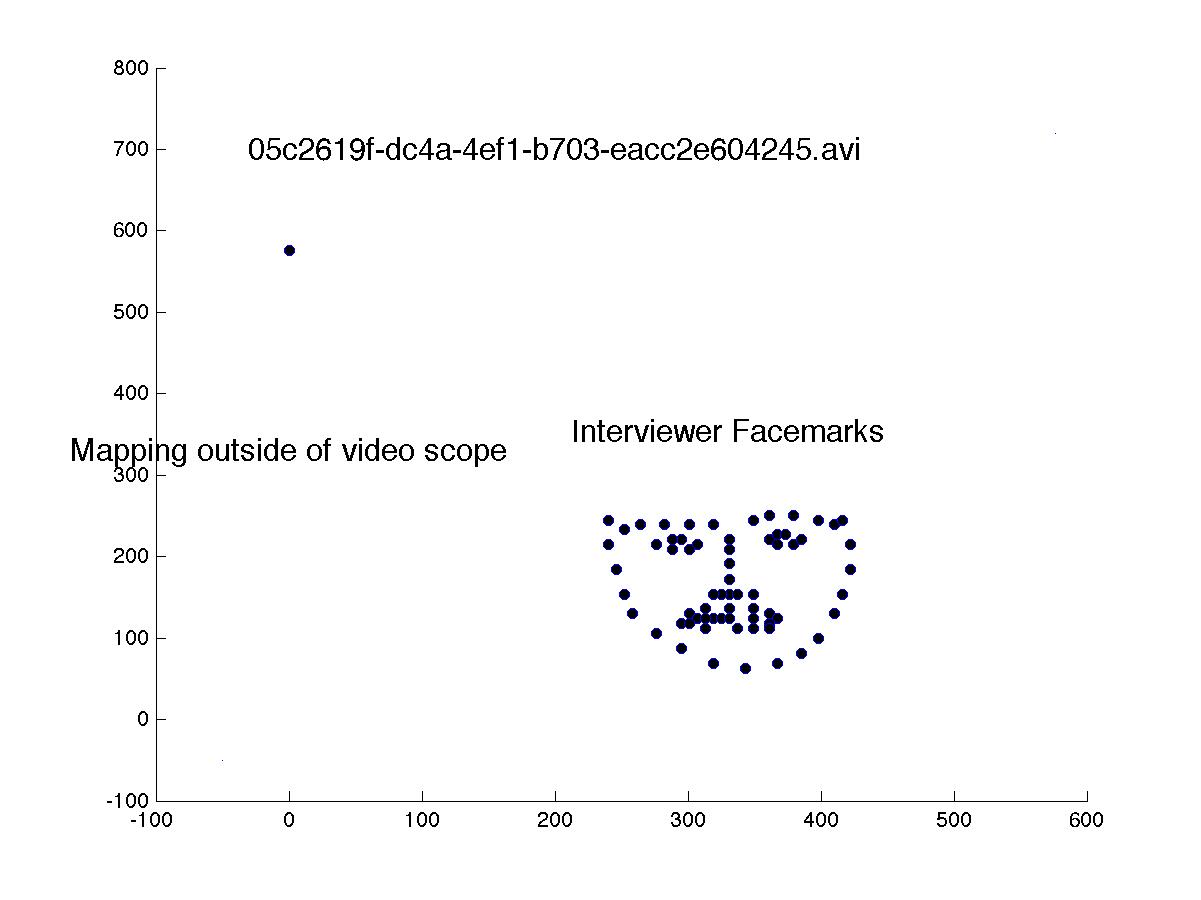 800
700
05c2619f-dc4a-4ef1-b703-eacc2e604245.avi
600
500
400
Interviewer Facemarks
Mapping outside of video scope
300
200
100
0
-100
-100 0 100 200 300 400 500 600